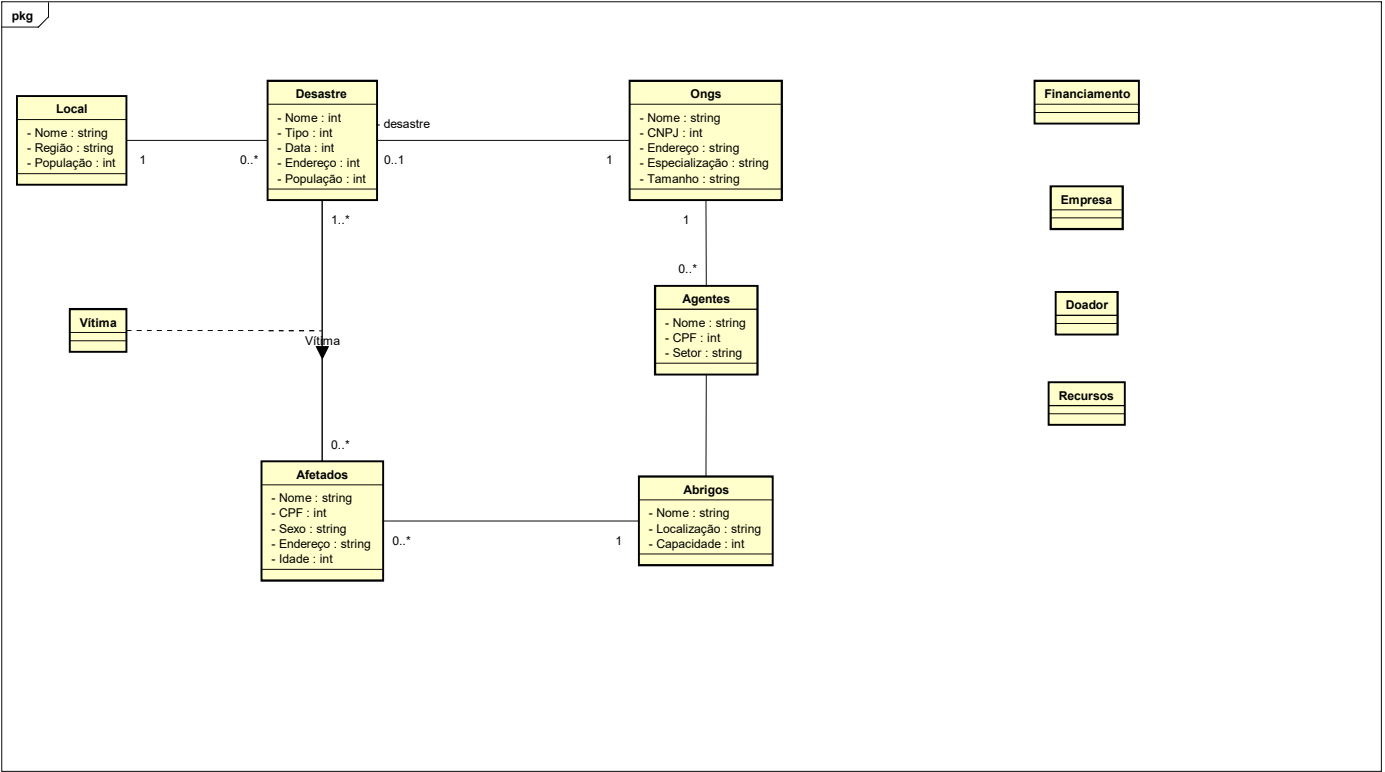 pkg
Local
- Nome : string
- Região : string
- População : int
1
0..*
Desastre
- Nome : int
- Tipo : int
- Data : int
- Endereço : int
- População : int
- desastre
0..1
1
Ongs
- Nome : string
- CNPJ : int
- Endereço : string
- Especialização : string
- Tamanho : string
Financiamento
Empresa
Doador
Recursos
1..*
1
0..*
Agentes
- Nome : string
- CPF : int
- Setor : string
Vítima
Vítima
0..*
Afetados
- Nome : string
- CPF : int
- Sexo : string
- Endereço : string
- Idade : int
0..*
1
Abrigos
- Nome : string
- Localização : string
- Capacidade : int